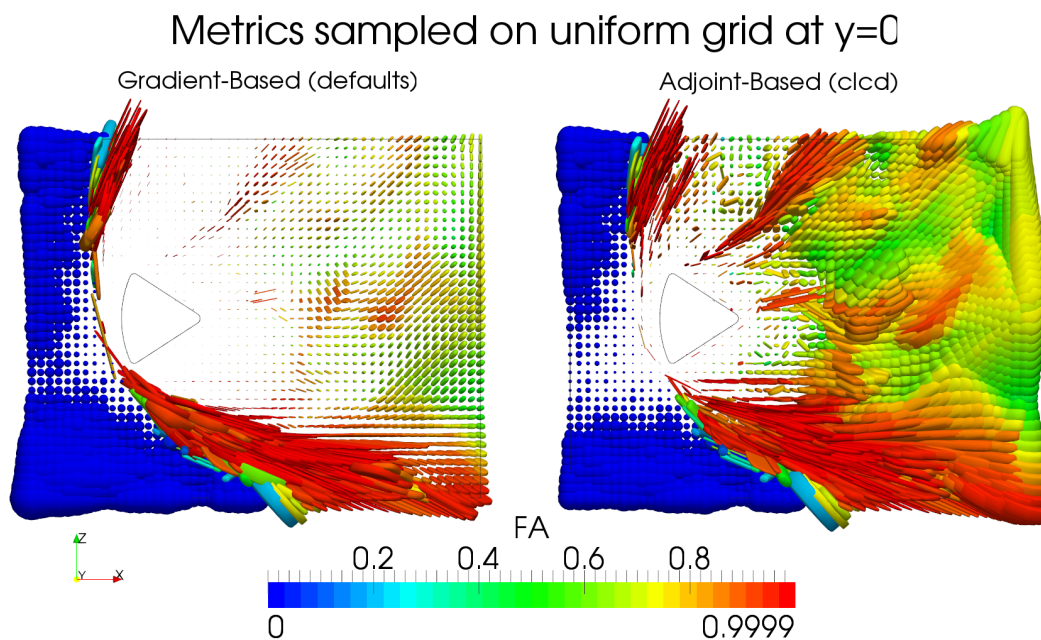 Metrics sampled on uniform grid at y=0
Gradient-Based (defaults)
Adjoint-Based (clcd)
Z
Y
X
FA
0.2
0.4
0.6
0.8
0
0.9999